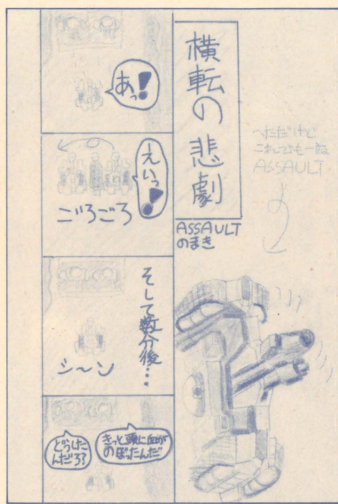 横転の悲劇
ASSAULT
のまき
へただけど
これでも一応
ASSAULT
あっ!
えいっ!
ごろごろ
そして数分後…
シ〜ン
きっと頭に血が
のぼったんだ
どうした
んだろ?